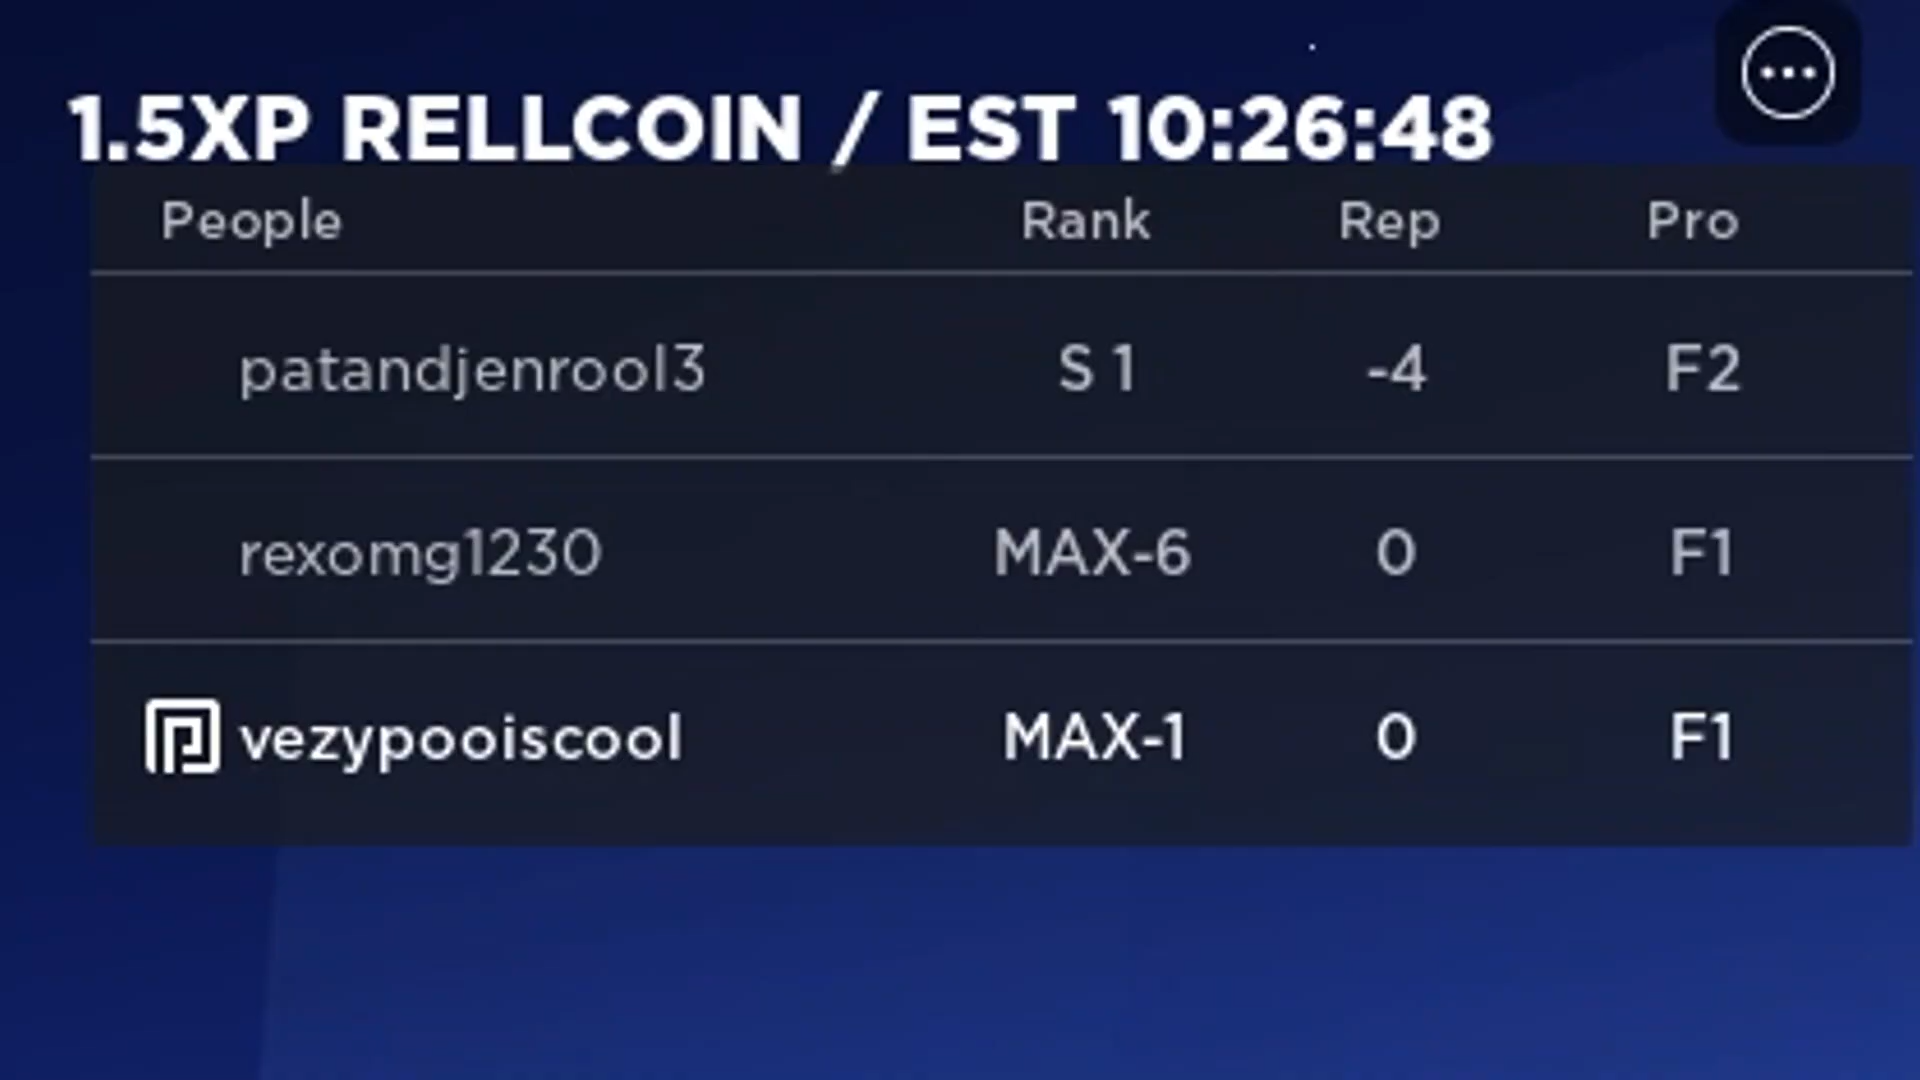 1.5XP RELLCOIN / EST 10:26:48
People Rank Rep Pro
patandjenrool3 S 1 -4 F2
rexomg1230 MAX-6 0 F1
vezypooiscool MAX-1 0 F1